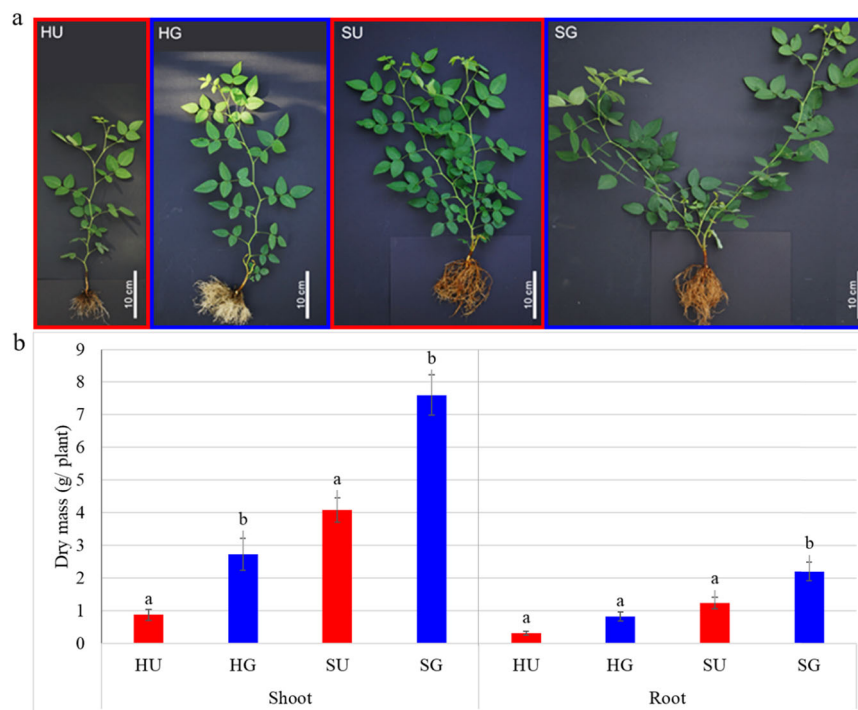 a
HU
HG
SU
SG
10 cm
10 cm
10 cm
10 cm
b
Dry mass (g/ plant)
9
8
7
6
5
4
3
2
1
0
a
b
a
b
a
a
a
b
HU HG SU SG HU HG SU SG
Shoot Root